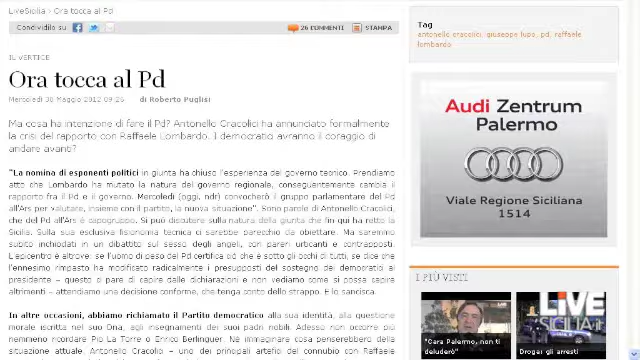 LiveSicilia › Ora tocca al Pd
Condividilo su
26 COMMENTI
STAMPA
IL VERTICE
Ora tocca al Pd
Mercoledì 30 Maggio 2012 09:26 di Roberto Puglisi
Ma cosa ha intenzione di fare il Pd? Antonello Cracolici ha annunciato formalmente
la crisi del rapporto con Raffaele Lombardo. I democratici avranno il coraggio di
andare avanti?
"La nomina di esponenti politici in giunta ha chiuso l'esperienza del governo tecnico. Prendiamo
atto che Lombardo ha mutato la natura del governo regionale, conseguentemente cambia il
rapporto fra il Pd e il governo. Mercoledì (oggi, ndr) convocherò il gruppo parlamentare del Pd
all'Ars per valutare, insieme con il partito, la nuova situazione". Sono parole di Antonello Cracolici,
che del Pd all'Ars è capogruppo. Si può discutere sulla natura della giunta che fin qui ha retto la
Sicilia. Sulla sua esclusiva fisionomia tecnica ci sarebbe parecchio da obiettare. Ma saremmo
subito inchiodati in un dibattito sul sesso degli angeli, con pareri urticanti e contrapposti.
L'epicentro è altrove: se l'uomo di peso del Pd certifica ciò che è sotto gli occhi di tutti, se dice che
l'ennesimo rimpasto ha modificato radicalmente i presupposti del sostegno dei democratici al
presidente – questo ci pare di capire dalle dichiarazioni e non vediamo come si possa capire
altrimenti – attendiamo una decisione conforme, che tenga conto dello strappo. E lo sancisca.
In altre occasioni, abbiamo richiamato il Partito democratico alla sua identità, alla questione
morale iscritta nel suo Dna, agli insegnamenti dei suoi padri nobili. Adesso non occorre più
nemmeno ricordare Pio La Torre o Enrico Berlinguer. Né immaginare cosa penserebbero della
situazione attuale. Antonello Cracolici – uno dei principali artefici del connubio con Raffaele
Tag
antonello cracolici, giuseppe lupo, pd, raffaele
lombardo
Audi Zentrum
Palermo
Viale Regione Siciliana
1514
I PIÙ VISTI
"Cara Palermo, non ti
deluderò"
LIVE
SICILIA.it
Droga: gli arresti